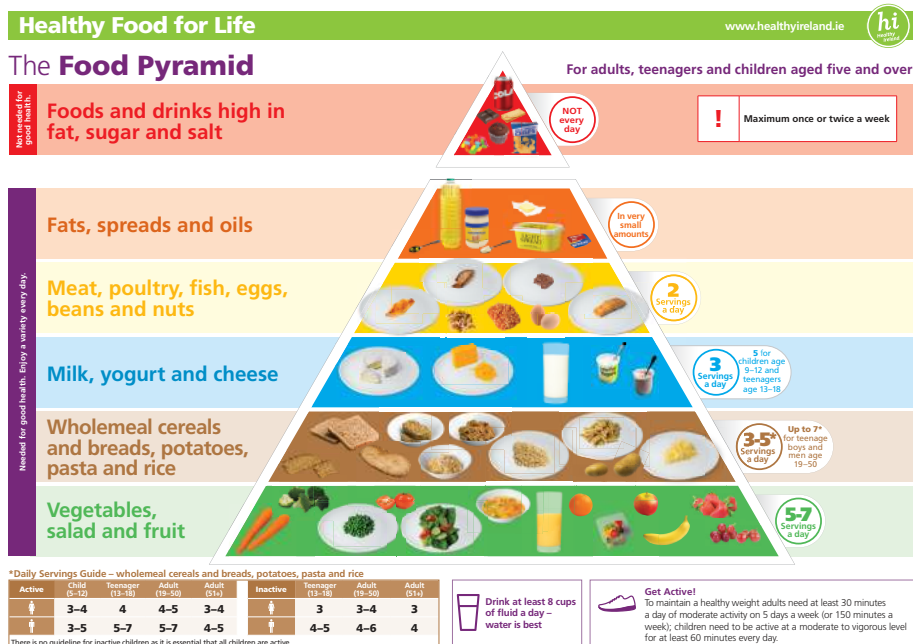 Healthy Food for Life
www.healthyireland.ie
hi
Healthy
Ireland
The Food Pyramid
For adults, teenagers and children aged five and over
Not needed for
good health.
Foods and drinks high in
fat, sugar and salt
COLA
NOT
every
day
!
Maximum once or twice a week
Needed for good health. Enjoy a variety every day.
Fats, spreads and oils
In very
small
amounts
Meat, poultry, fish, eggs,
beans and nuts
2
Servings
a day
Milk, yogurt and cheese
3
Servings
a day
5 for
children age
9–12 and
teenagers
age 13–18
Wholemeal cereals
and breads, potatoes,
pasta and rice
3-5*
Servings
a day
Up to 7*
for teenage
boys and
men age
19–50
Vegetables,
salad and fruit
5-7
Servings
a day
*Daily Servings Guide – wholemeal cereals and breads, potatoes, pasta and rice
Active Child (5–12) Teenager (13–18) Adult (19–50) Adult (51+)
3–4 4 4–5 3–4
3–5 5–7 5–7 4–5
Inactive Teenager (13–18) Adult (19–50) Adult (51+)
3 3–4 3
4–5 4–6 4
There is no guideline for inactive children as it is essential that all children are active.
Drink at least 8 cups
of fluid a day –
water is best
Get Active!
To maintain a healthy weight adults need at least 30 minutes
a day of moderate activity on 5 days a week (or 150 minutes a
week); children need to be active at a moderate to vigorous level
for at least 60 minutes every day.